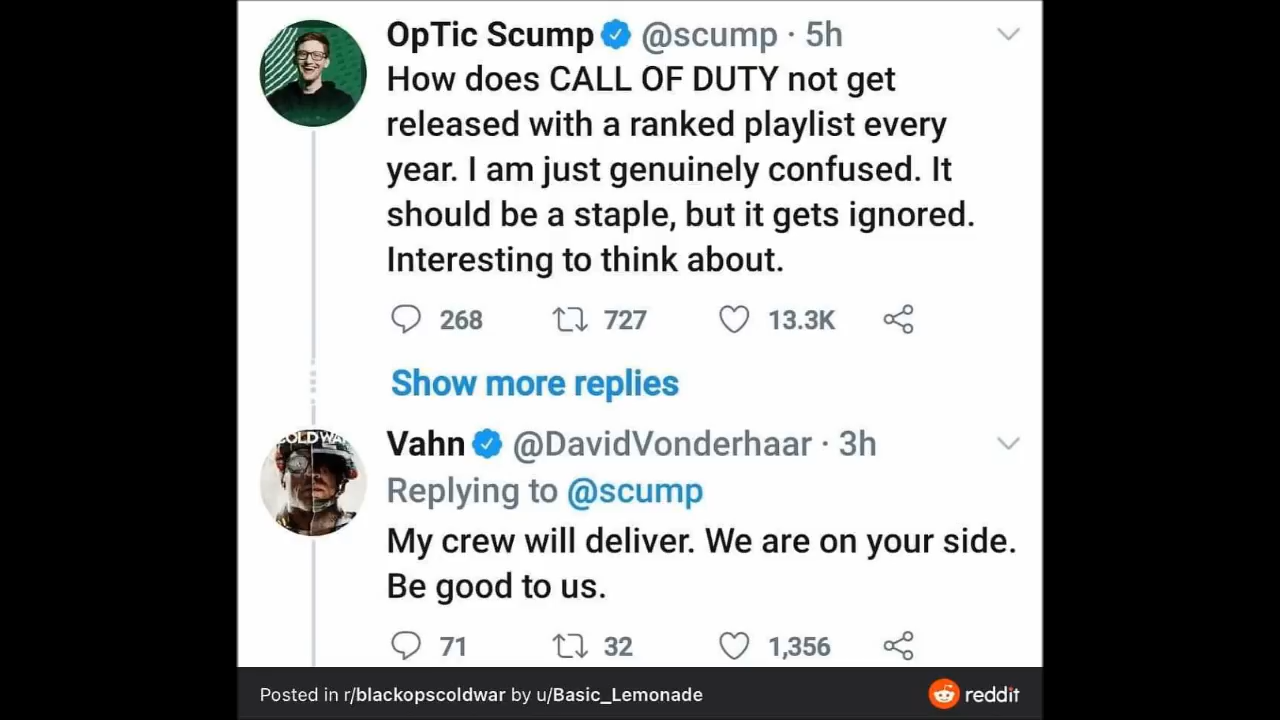 OpTic Scump @scump · 5h
How does CALL OF DUTY not get
released with a ranked playlist every
year. I am just genuinely confused. It
should be a staple, but it gets ignored.
Interesting to think about.
268 727 13.3K
Show more replies
COLD WAR
Vahn @DavidVonderhaar · 3h
Replying to @scump
My crew will deliver. We are on your side.
Be good to us.
71 32 1,356
Posted in r/blackopscoldwar by u/Basic_Lemonade reddit